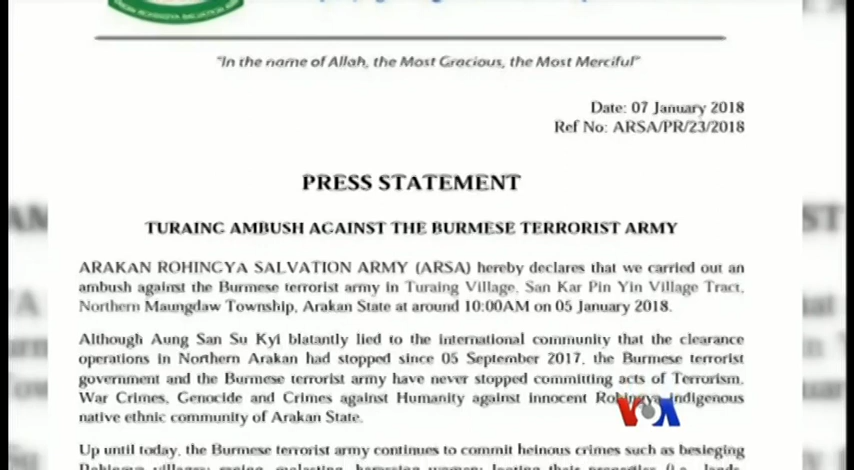 "In the name of Allah, the Most Gracious, the Most Merciful"
Date: 07 January 2018
Ref No: ARSA/PR/23/2018
PRESS STATEMENT
TURAING AMBUSH AGAINST THE BURMESE TERRORIST ARMY
ARAKAN ROHINGYA SALVATION ARMY (ARSA) hereby declares that we carried out an
ambush against the Burmese terrorist army in Turaing Village, San Kar Pin Yin Village Tract,
Northern Maungdaw Township, Arakan State at around 10:00AM on 05 January 2018.
Although Aung San Su Kyi blatantly lied to the international community that the clearance
operations in Northern Arakan had stopped since 05 September 2017, the Burmese terrorist
government and the Burmese terrorist army have never stopped committing acts of Terrorism,
War Crimes, Genocide and Crimes against Humanity against innocent Rohingya indigenous
native ethnic community of Arakan State.
VOA
Up until today, the Burmese terrorist army continues to commit heinous crimes such as besieging